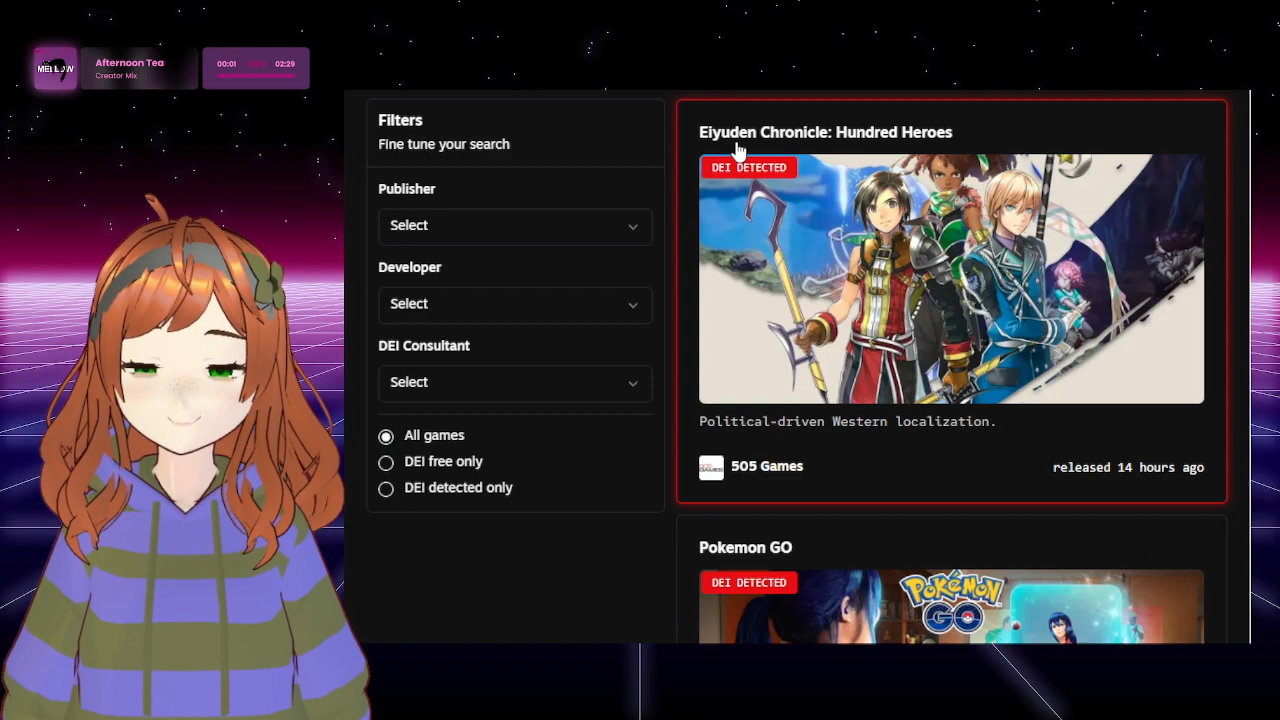 MELLOW
Afternoon Tea
Creator Mix
00:01
02:29
Filters
Fine tune your search
Publisher
Select
Developer
Select
DEI Consultant
Select
All games
DEI free only
DEI detected only
Eiyuden Chronicle: Hundred Heroes
DEI DETECTED
Political-driven Western localization.
505 Games
released 14 hours ago
Pokemon GO
DEI DETECTED
POKÉMON
GO